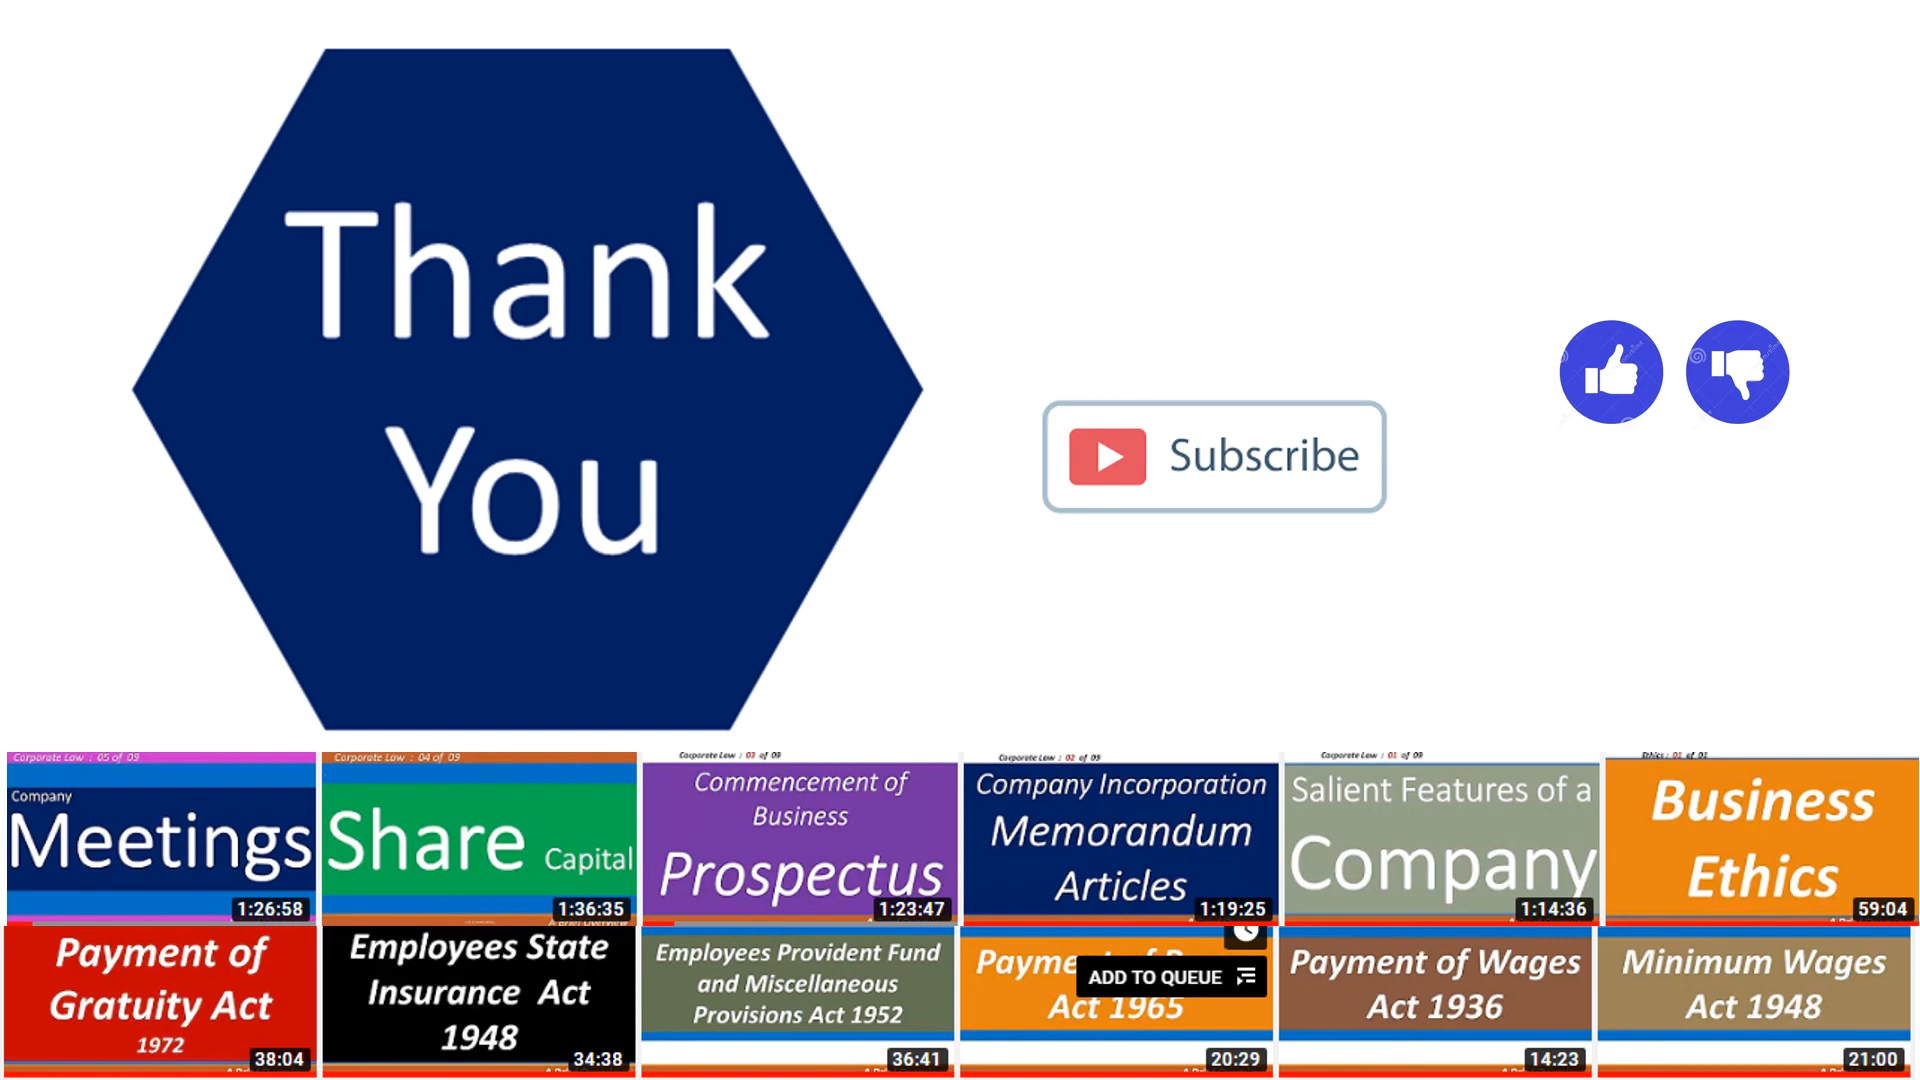 Thank
You
Subscribe
Corporate Law : 05 of 09
Company
Meetings
1:26:58
Corporate Law : 04 of 09
Share Capital
1:36:35
Corporate Law : 03 of 09
Commencement of
Business
Prospectus
1:23:47
Corporate Law : 02 of 09
Company Incorporation
Memorandum
Articles
1:19:25
Corporate Law : 01 of 09
Salient Features of a
Company
1:14:36
Ethics : 01 of 01
Business
Ethics
59:04
Payment of
Gratuity Act
1972
38:04
Employees State
Insurance Act
1948
34:38
Employees Provident Fund
and Miscellaneous
Provisions Act 1952
36:41
ADD TO QUEUE
Act 1965
20:29
Payment of Wages
Act 1936
14:23
Minimum Wages
Act 1948
21:00